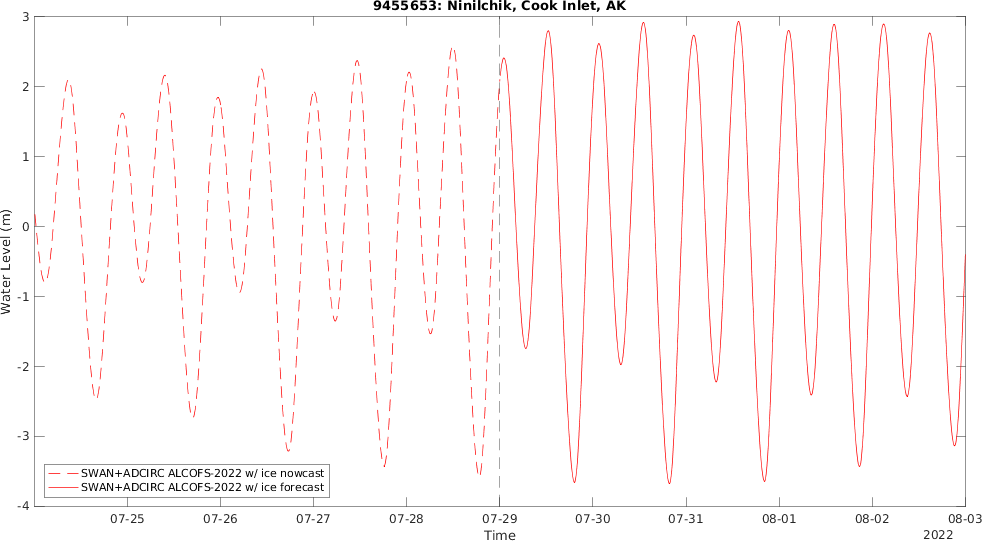 9455653: Ninilchik, Cook Inlet, AK
Water Level (m)
3
2
1
0
-1
-2
-3
-4
SWAN+ADCIRC ALCOFS-2022 w/ ice nowcast
SWAN+ADCIRC ALCOFS-2022 w/ ice forecast
07-25 07-26 07-27 07-28 07-29 07-30 07-31 08-01 08-02 08-03
Time
2022